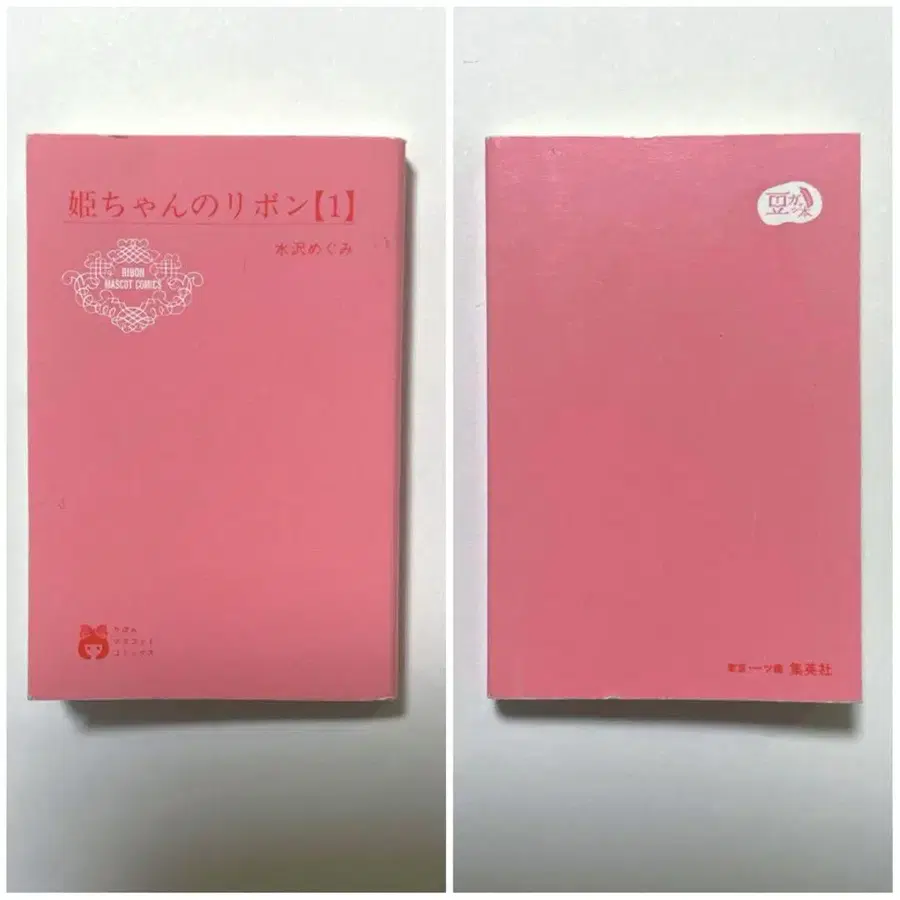 姫ちゃんのリボン【1】
水沢めぐみ
RIBON
MASCOT COMICS
りぼん
マスコット
コミックス
豆ガシャ本
東京 一ツ橋 集英社